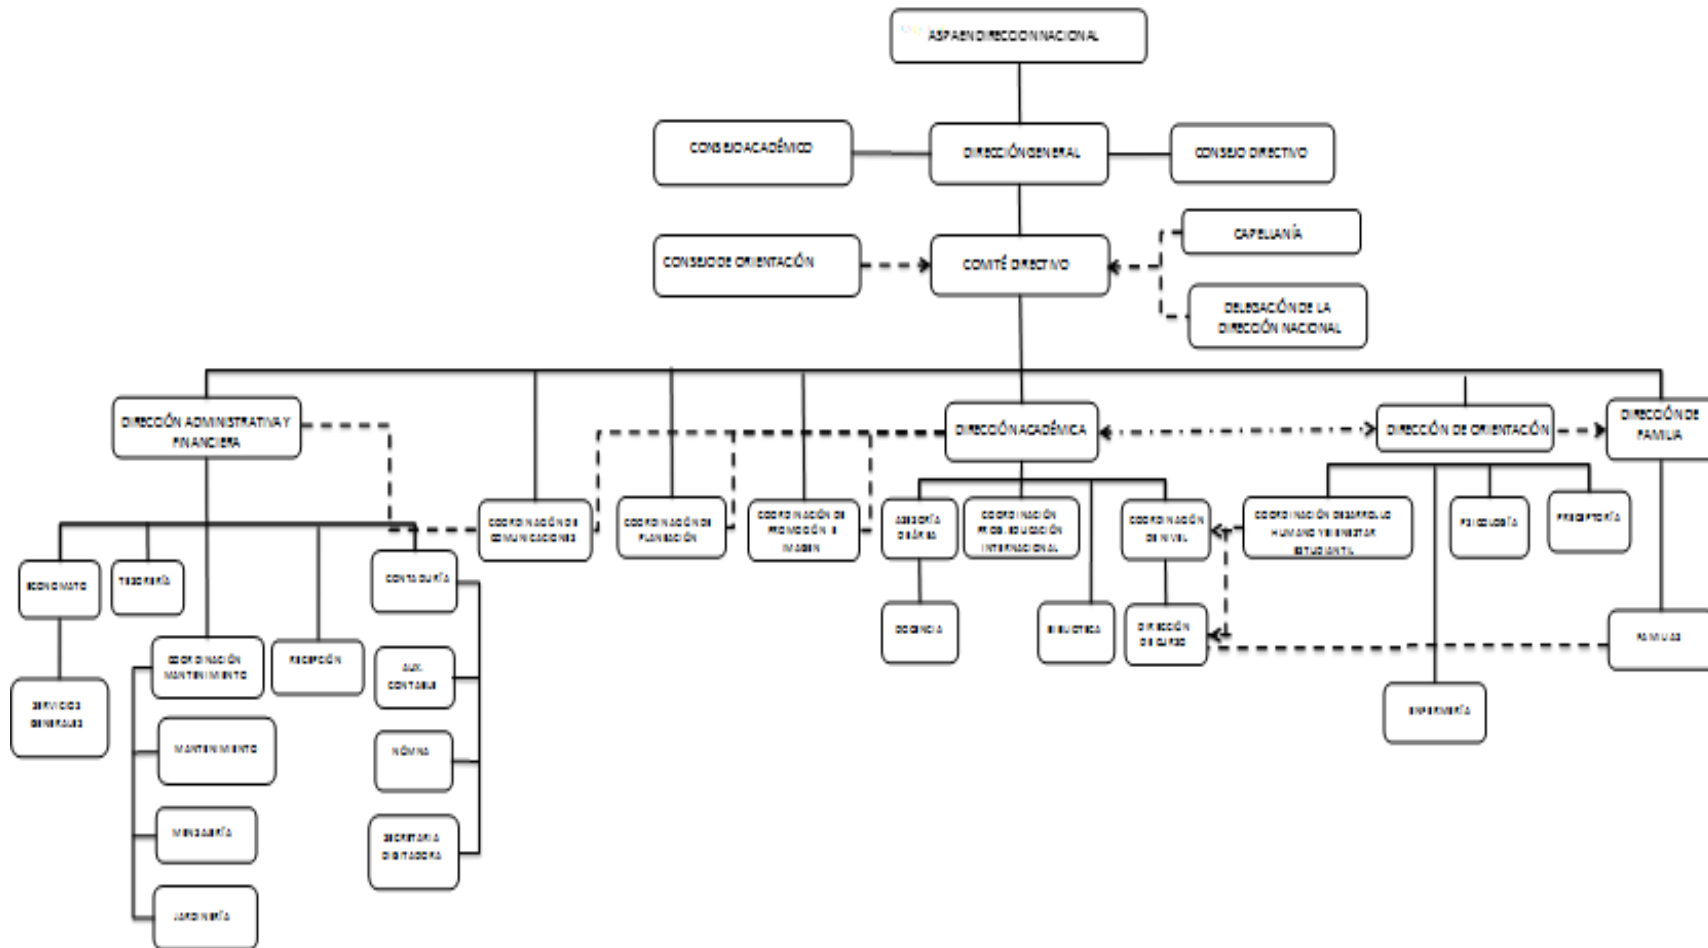 ASPAEN DIRECCION NACIONAL
CONSEJO ACADÉMICO
DIRECCIÓN GENERAL
CONSEJO DIRECTIVO
CAPELLANÍA
CONSEJO DE ORIENTACIÓN
COMITÉ DIRECTIVO
DELEGACIÓN DE LA
DIRECCIÓN NACIONAL
DIRECCIÓN ADMINISTRATIVA Y
FINANCIERA
DIRECCIÓN ACADÉMICA
DIRECCIÓN DE ORIENTACIÓN
DIRECCIÓN DE
FAMILIA
COORDINACIÓN DE
COMUNICACIONES
COORDINACIÓN DE
PLANEACIÓN
COORDINACIÓN DE
PROMOCIÓN E
IMAGEN
ASESORÍA
DE ÁREA
COORDINACIÓN
PROG. EDUCACIÓN
INTERNACIONAL
COORDINACIÓN
DE NIVEL
COORDINACIÓN DESARROLLO
HUMANO Y BIENESTAR
ESTUDIANTIL
PSICOLOGÍA
PRECEPTORÍA
ECONOMATO
TESORERÍA
CONTADURÍA
DOCENCIA
BIBLIOTECA
DIRECCIÓN
DE CURSO
FAMILIAS
COORDINACIÓN
MANTENIMIENTO
RECEPCIÓN
AUX.
CONTABLE
SERVICIOS
GENERALES
ENFERMERÍA
MANTENIMIENTO
NÓMINA
MENSAJERÍA
SECRETARIA
DIGITADORA
JARDINERÍA